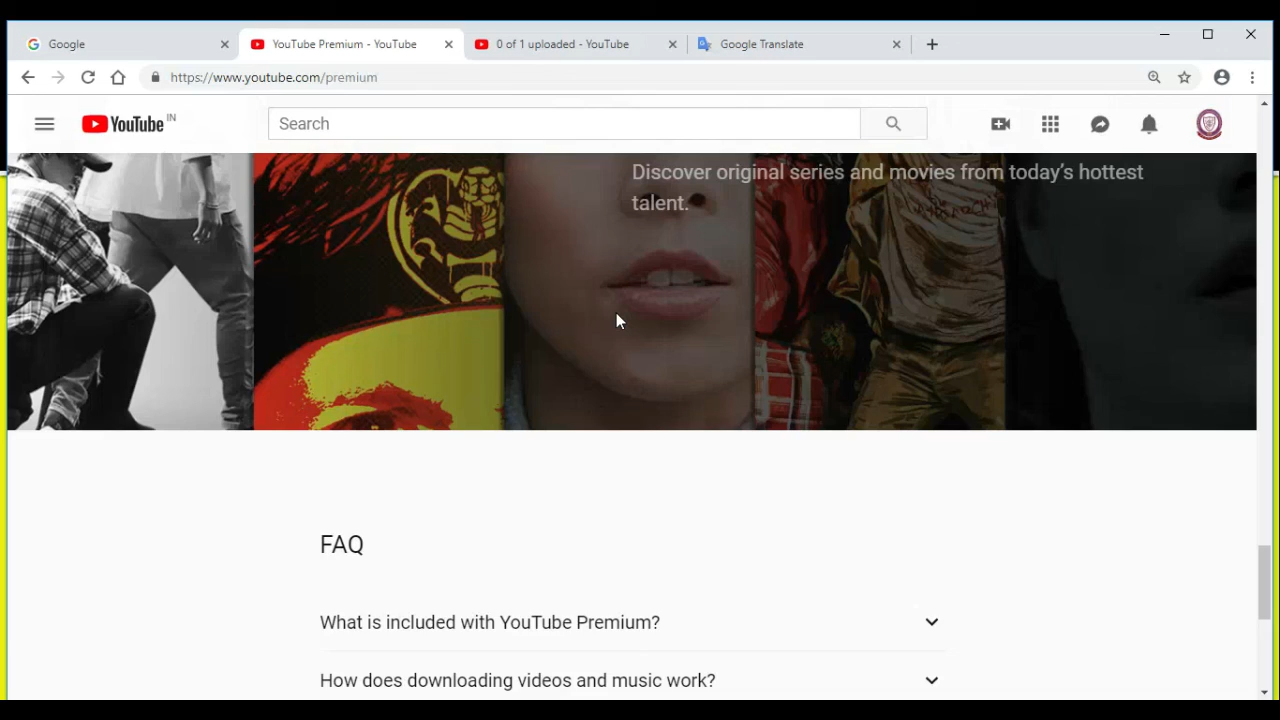 Google
YouTube Premium - YouTube
0 of 1 uploaded - YouTube
Google Translate
https://www.youtube.com/premium
YouTube IN
Search
Discover original series and movies from today's hottest
talent.
FAQ
What is included with YouTube Premium?
How does downloading videos and music work?